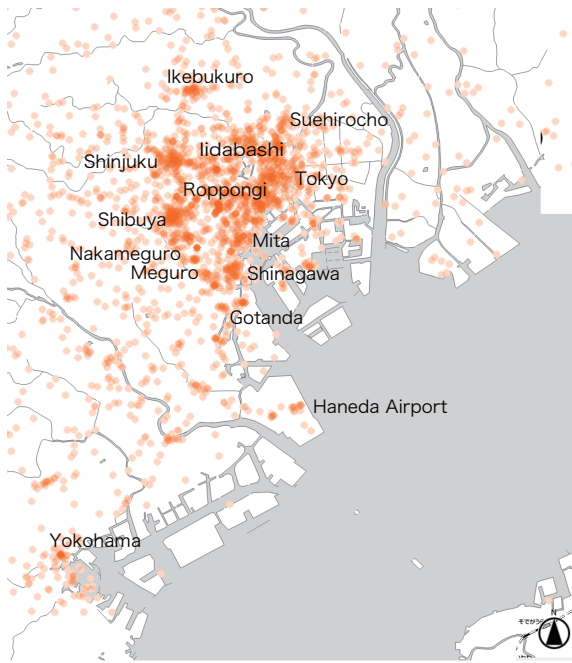 Ikebukuro
Suehirocho
Iidabashi
Shinjuku
Tokyo
Roppongi
Shibuya
Mita
Nakameguro
Meguro
Shinagawa
Gotanda
Haneda Airport
Yokohama
N